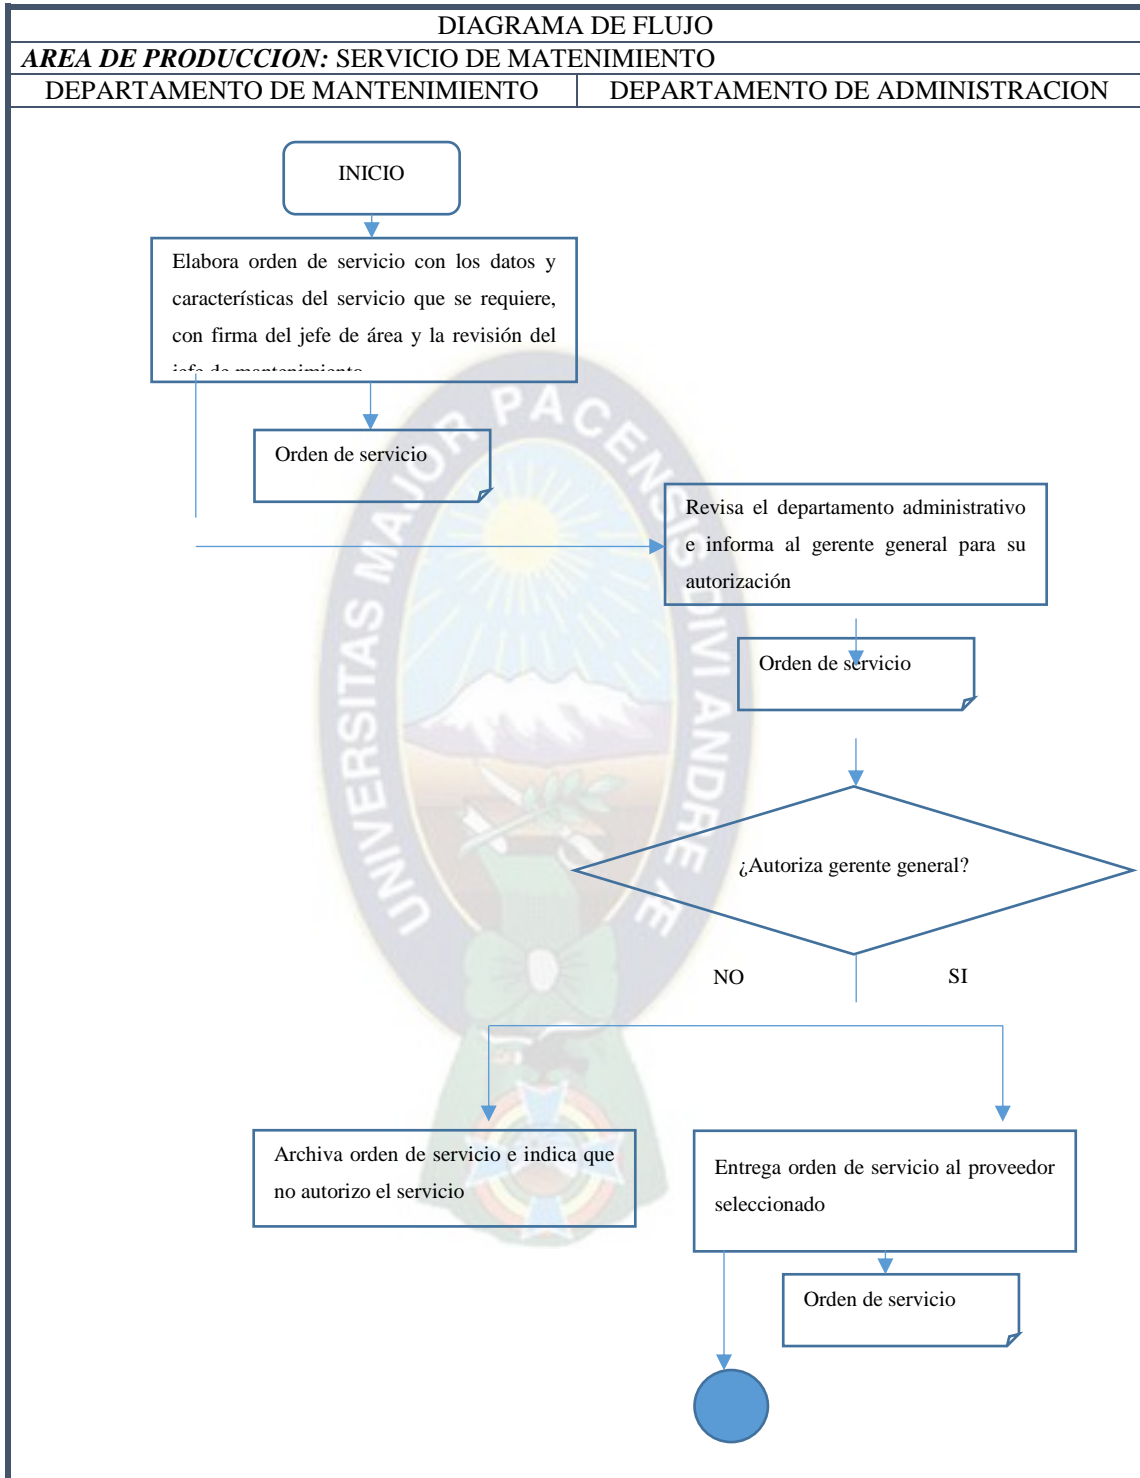 DIAGRAMA DE FLUJO
AREA DE PRODUCCION: SERVICIO DE MATENIMIENTO
DEPARTAMENTO DE MANTENIMIENTO
DEPARTAMENTO DE ADMINISTRACION
INICIO
Elabora orden de servicio con los datos y
características del servicio que se requiere,
con firma del jefe de área y la revisión del
jefe de mantenimiento
Orden de servicio
Revisa el departamento administrativo
e informa al gerente general para su
autorización
Orden de servicio
¿Autoriza gerente general?
NO
SI
Archiva orden de servicio e indica que
no autorizo el servicio
Entrega orden de servicio al proveedor
seleccionado
Orden de servicio
UNIVERSITAS MAJOR PACENSIS DIVI ANDRE Æ